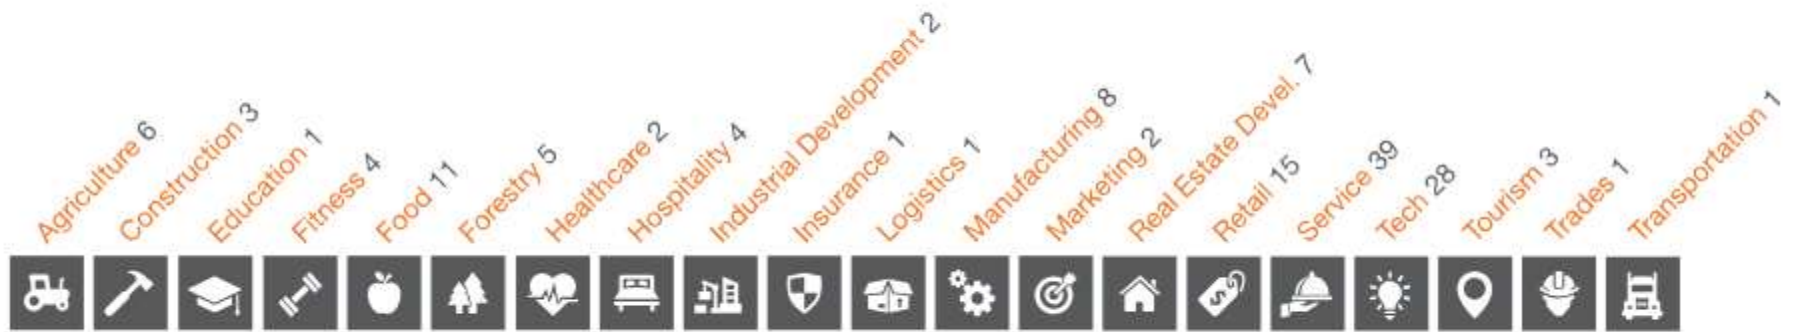 Agriculture 6
Construction 3
Education 1
Fitness 4
Food 11
Forestry 5
Healthcare 2
Hospitality 4
Industrial Development 2
Insurance 1
Logistics 1
Manufacturing 8
Marketing 2
Real Estate Devel. 7
Retail 15
Service 39
Tech 28
Tourism 3
Trades 1
Transportation 1
$